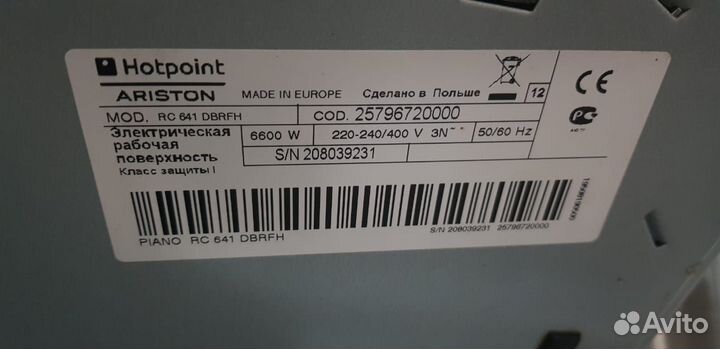 Hotpoint
ARISTON
MADE IN EUROPE Сделано в Польше 12
MOD. RC 641 DBRFH COD. 25796720000
Электрическая рабочая поверхность
6600 W 220-240/400 V 3N~ 50/60 Hz
Класс защиты I
S/N 208039231
PIANO RC 641 DBRFH
S/N 208039231 25796720000
Avito